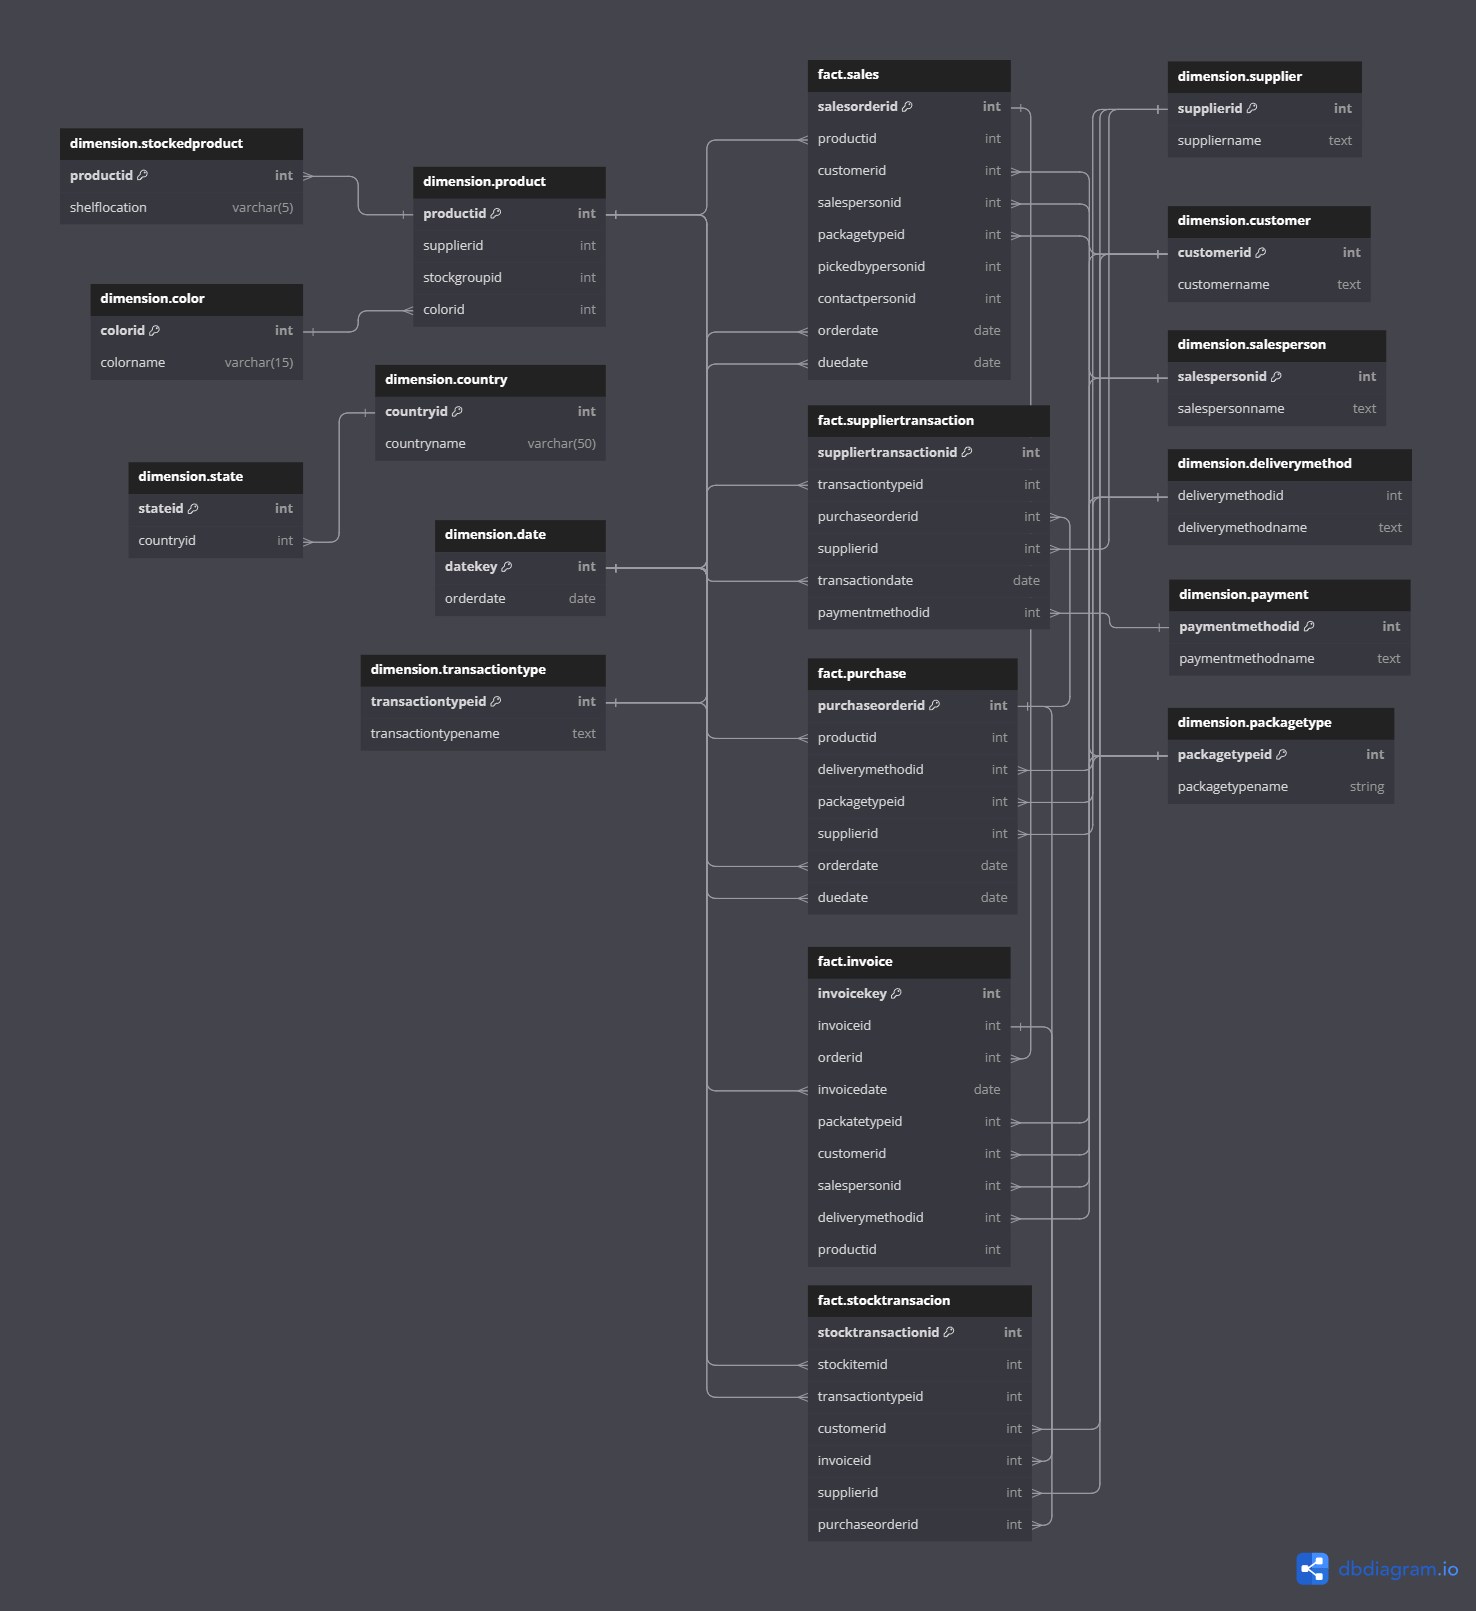 dimension.stockedproduct
productid int
shelflocation varchar(5)
dimension.color
colorid int
colorname varchar(15)
dimension.product
productid int
supplierid int
stockgroupid int
colorid int
dimension.country
countryid int
countryname varchar(50)
dimension.state
stateid int
countryid int
dimension.date
datekey int
orderdate date
dimension.transactiontype
transactiontypeid int
transactiontypename text
fact.sales
salesorderid int
productid int
customerid int
salespersonid int
packagetypeid int
pickedbypersonid int
contactpersonid int
orderdate date
duedate date
fact.suppliertransaction
suppliertransactionid int
transactiontypeid int
purchaseorderid int
supplierid int
transactiondate date
paymentmethodid int
fact.purchase
purchaseorderid int
productid int
deliverymethodid int
packagetypeid int
supplierid int
orderdate date
duedate date
fact.invoice
invoicekey int
invoiceid int
orderid int
invoicedate date
packatetypeid int
customerid int
salespersonid int
deliverymethodid int
productid int
fact.stocktransacion
stocktransactionid int
stockitemid int
transactiontypeid int
customerid int
invoiceid int
supplierid int
purchaseorderid int
dimension.supplier
supplierid int
suppliername text
dimension.customer
customerid int
customername text
dimension.salesperson
salespersonid int
salespersonname text
dimension.deliverymethod
deliverymethodid int
deliverymethodname text
dimension.payment
paymentmethodid int
paymentmethodname text
dimension.packagetype
packagetypeid int
packagetypename string
dbdiagram.io